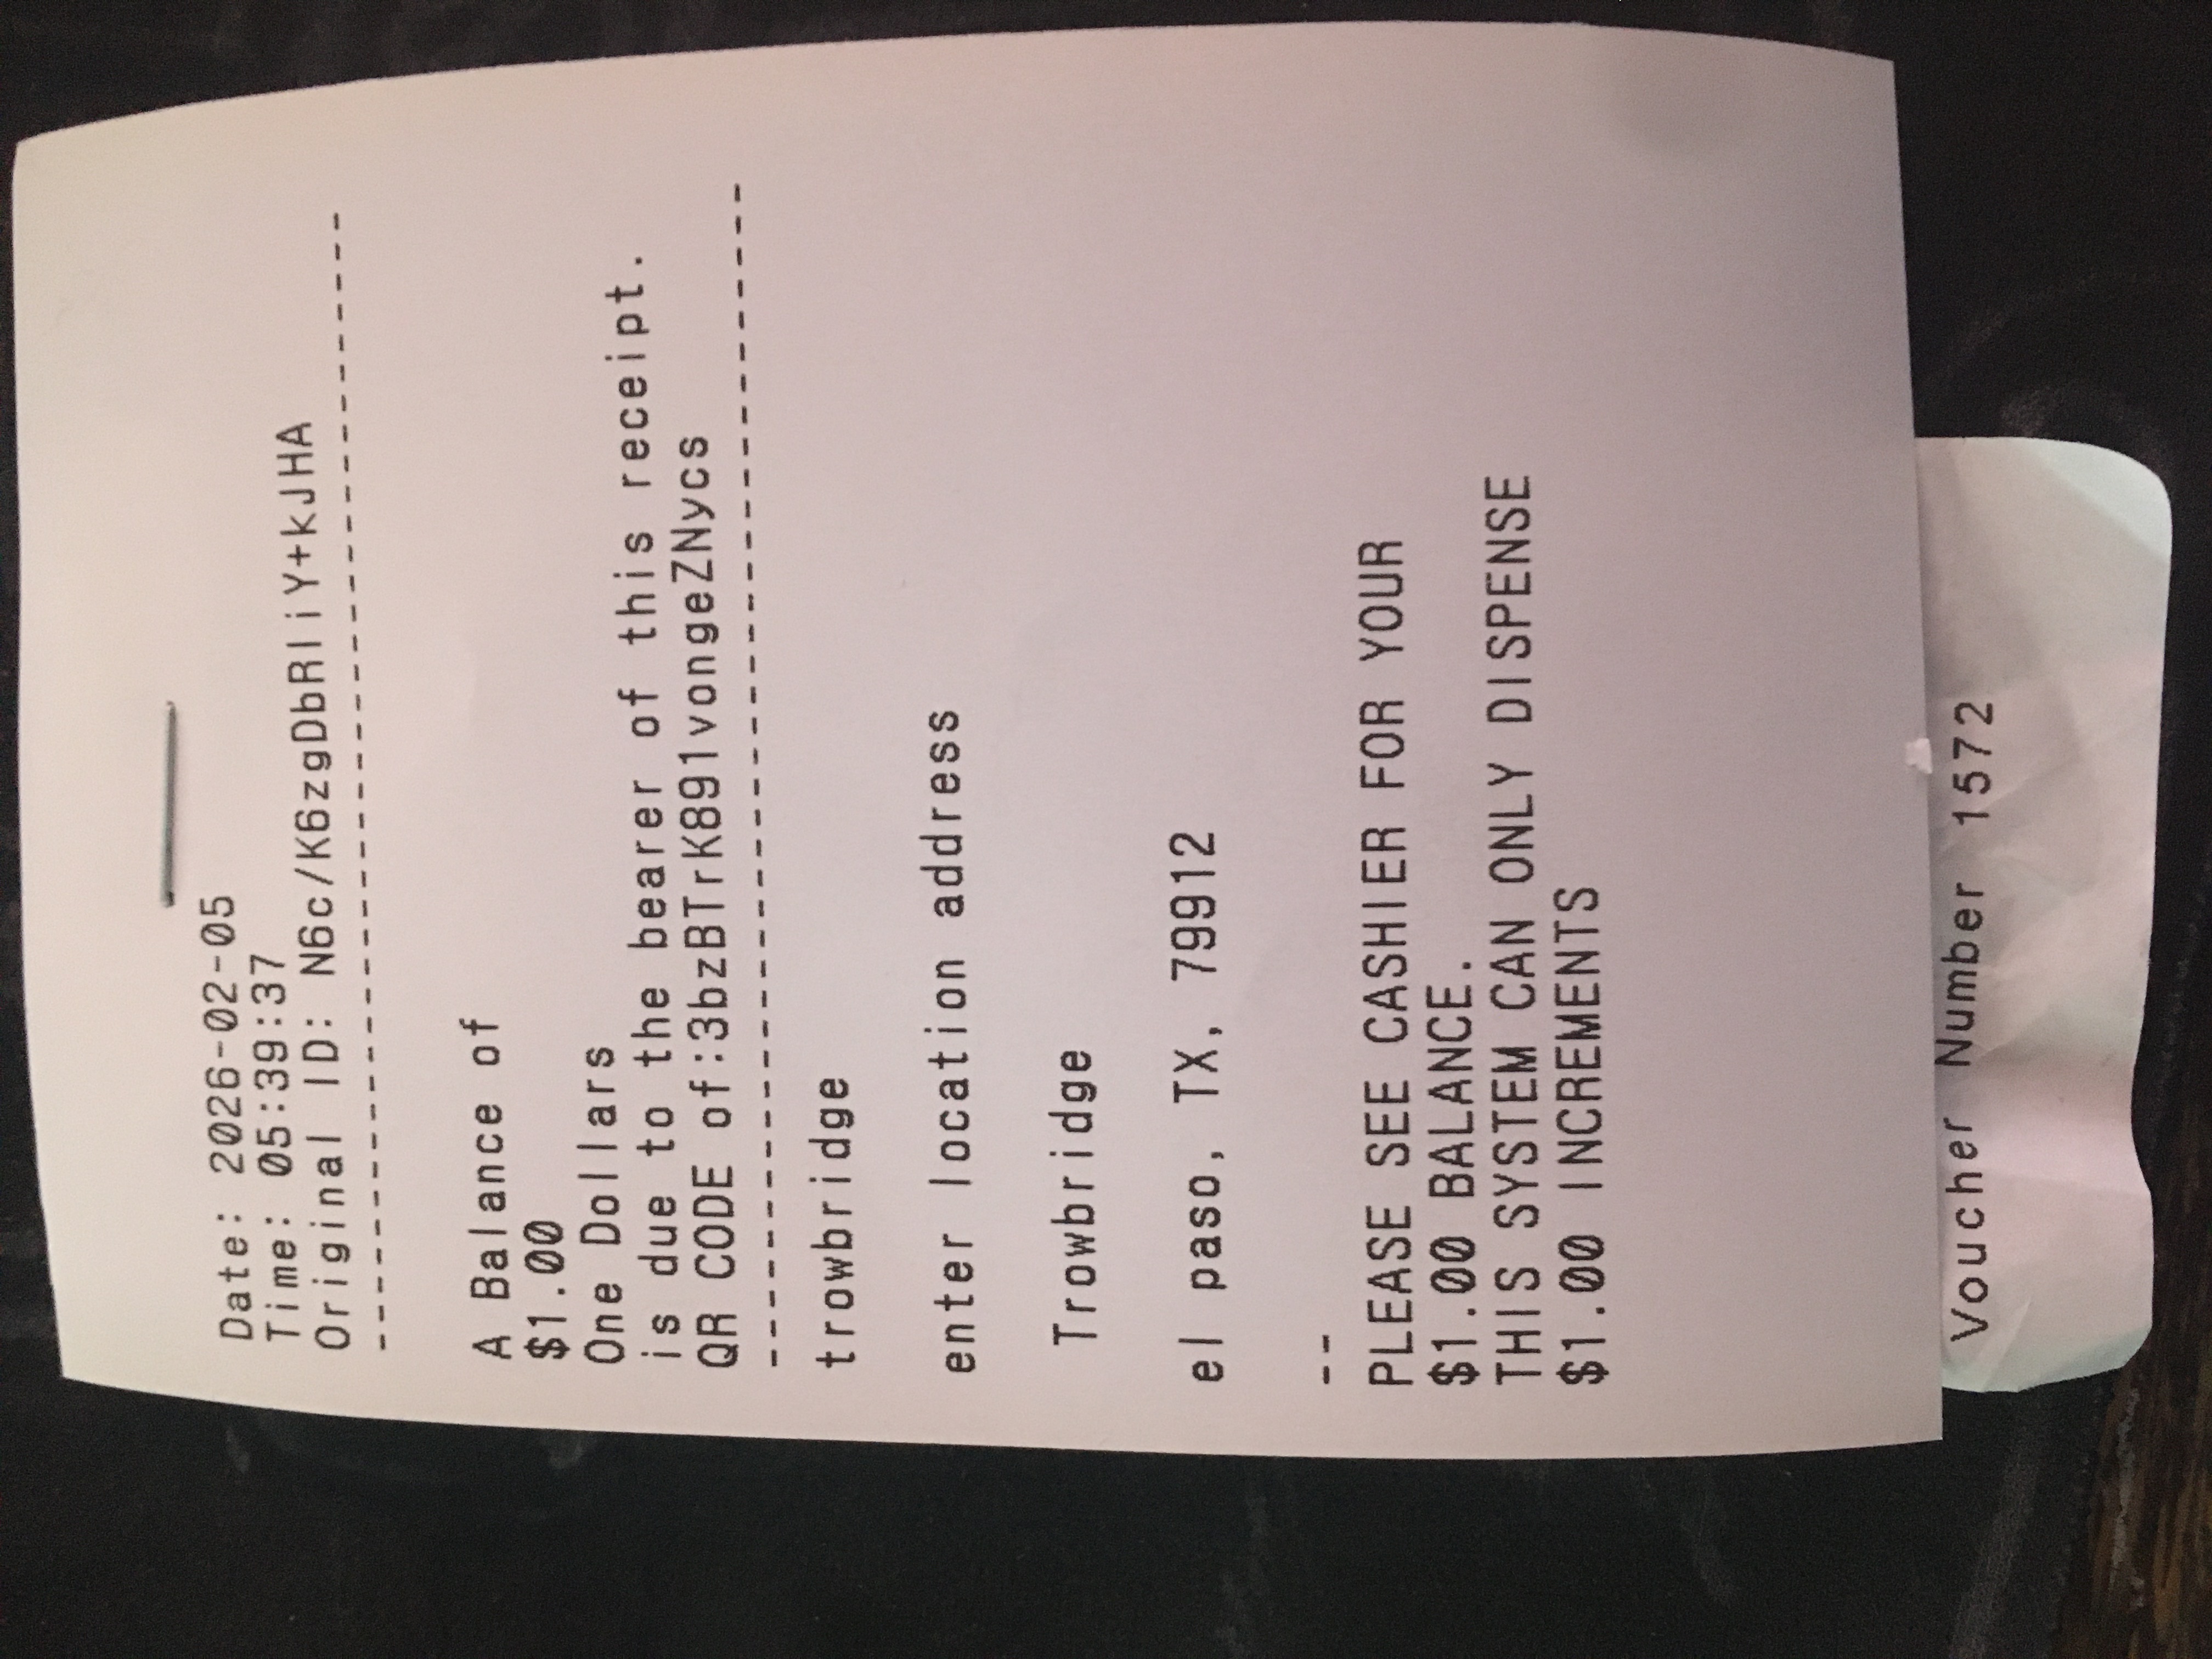 Date: 2026-02-05
Time: 05:39:37
Original ID: N6c/K6zgDbRliY+kJHA
--------------------------------------
A Balance of
$1.00
One Dollars
is due to the bearer of this receipt.
QR CODE of:3bzBTrK891vongeZNycs
--------------------------------------
trowbridge
enter location address
Trowbridge
el paso, TX, 79912
--
PLEASE SEE CASHIER FOR YOUR
$1.00 BALANCE.
THIS SYSTEM CAN ONLY DISPENSE
$1.00 INCREMENTS
Voucher Number 1572